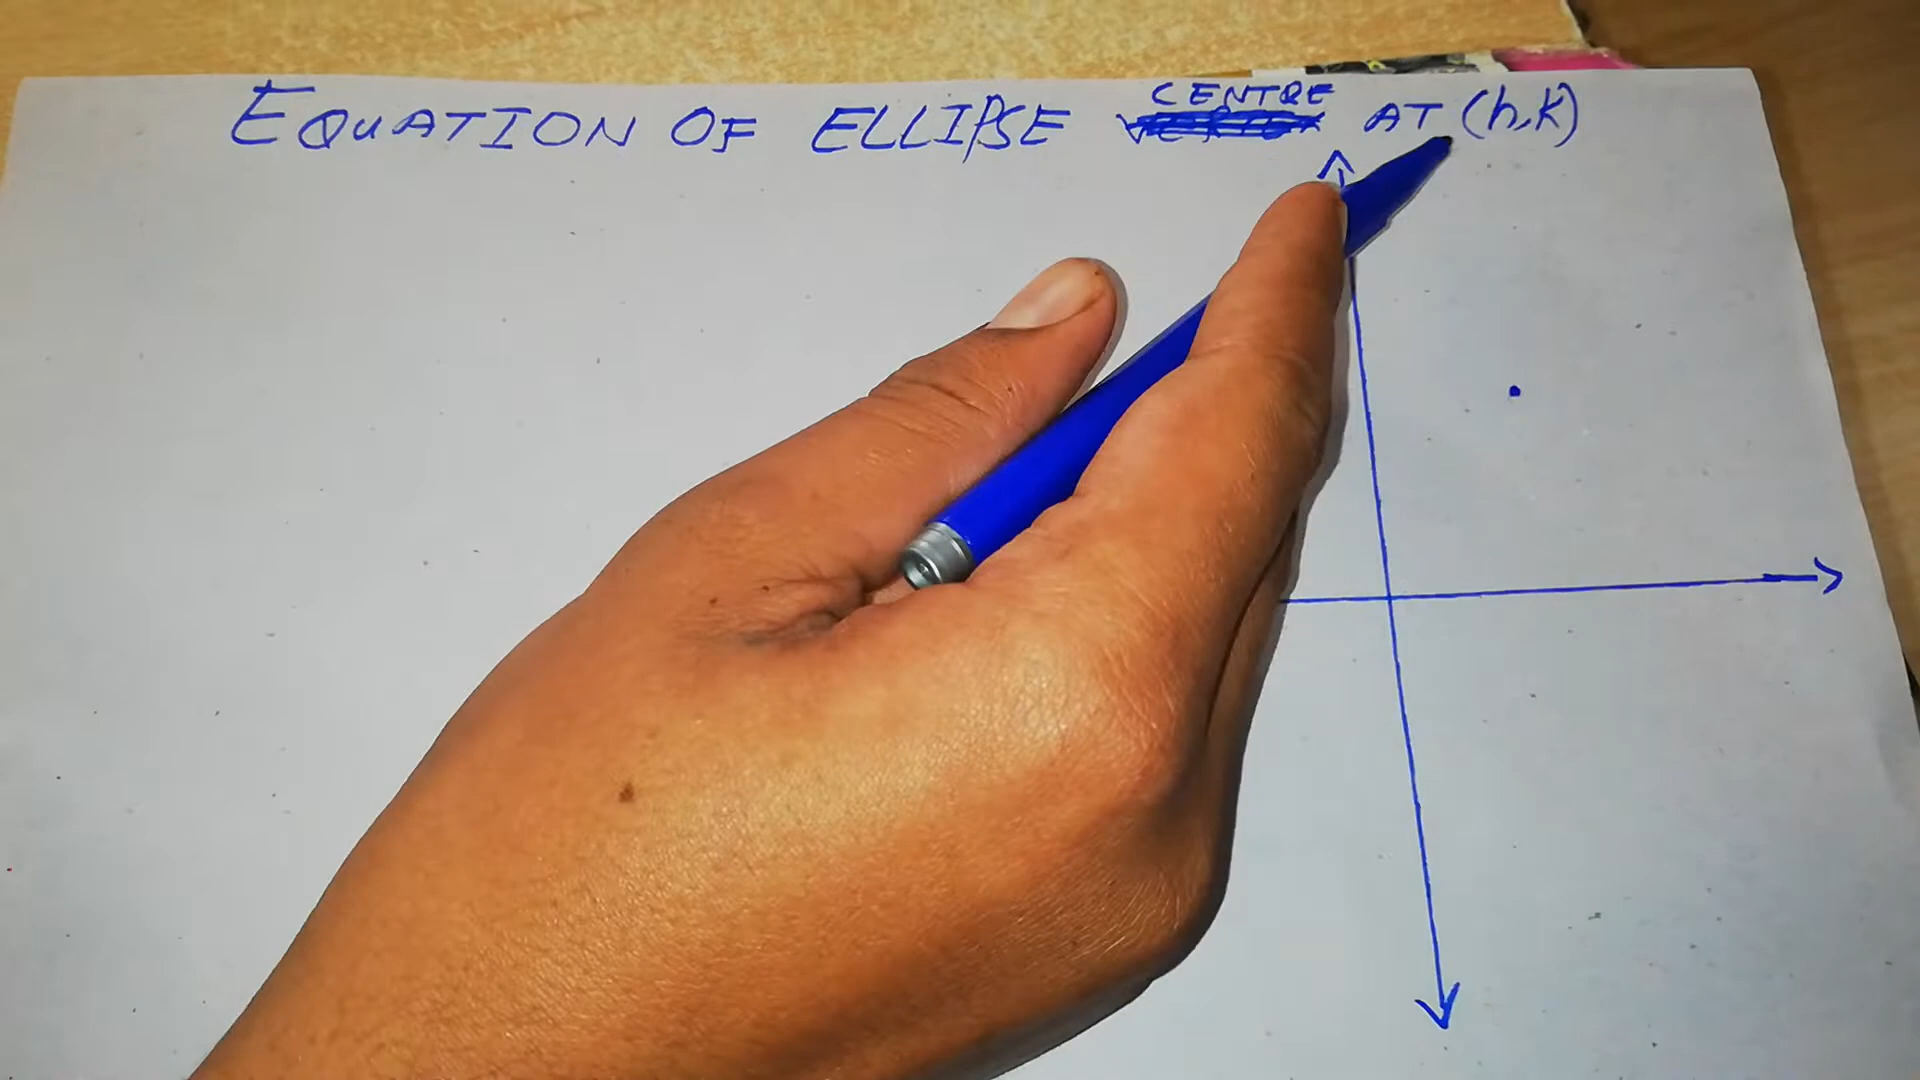 EQUATION OF ELLIPSE CENTRE AT (h,k)